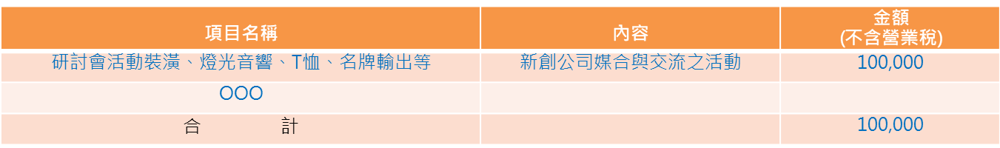 項目名稱 內容 金額
(不含營業稅)
研討會活動裝潢、燈光音響、T恤、名牌輸出等 新創公司媒合與交流之活動 100,000
OOO
合 計 100,000